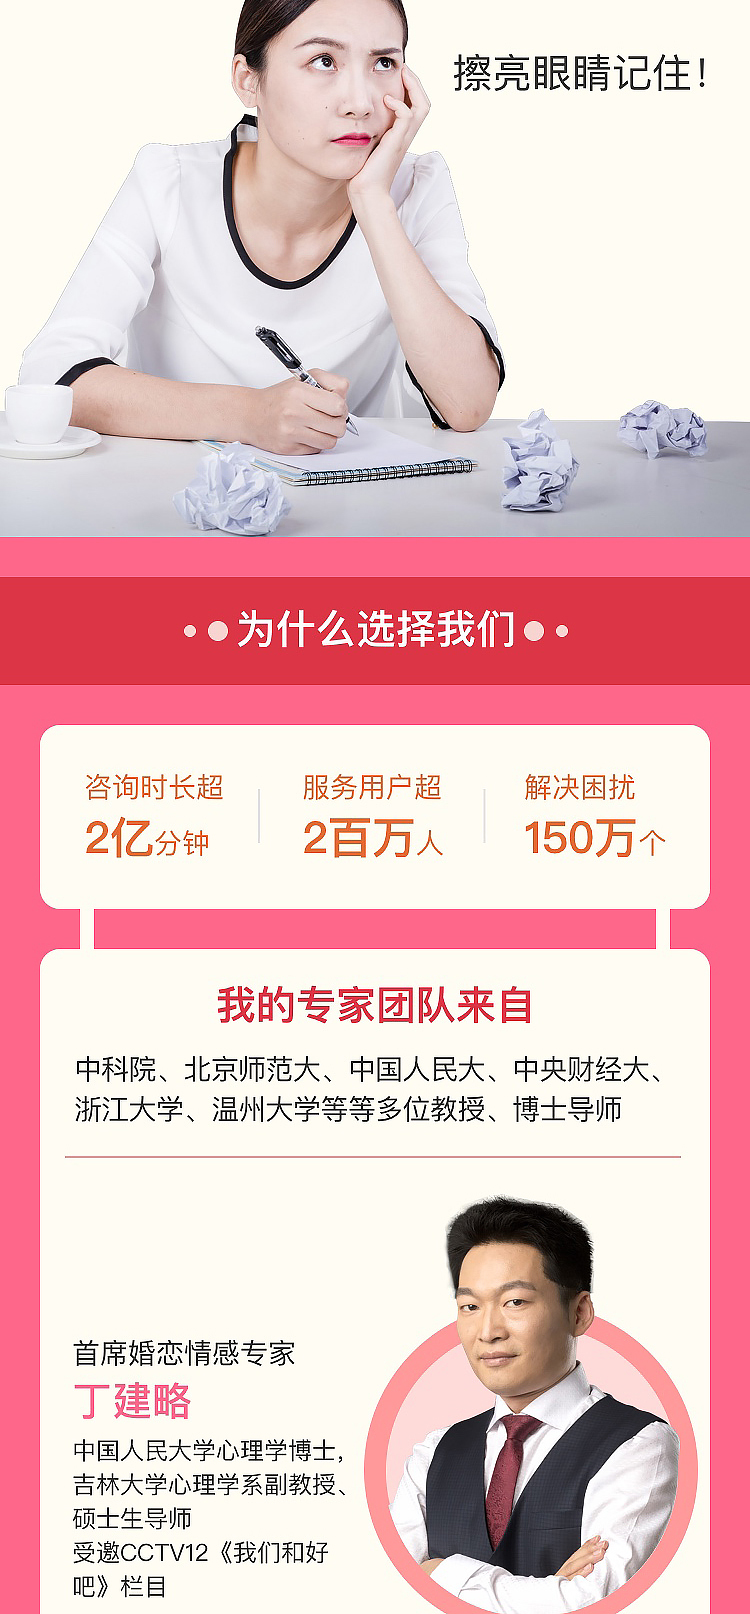 擦亮眼睛记住！
为什么选择我们
咨询时长超 服务用户超 解决困扰
2亿分钟 2百万人 150万个
我的专家团队来自
中科院、北京师范大、中国人民大、中央财经大、
浙江大学、温州大学等等多位教授、博士导师
首席婚恋情感专家
丁建略
中国人民大学心理学博士，
吉林大学心理学系副教授、
硕士生导师
受邀CCTV12《我们和好
吧》栏目